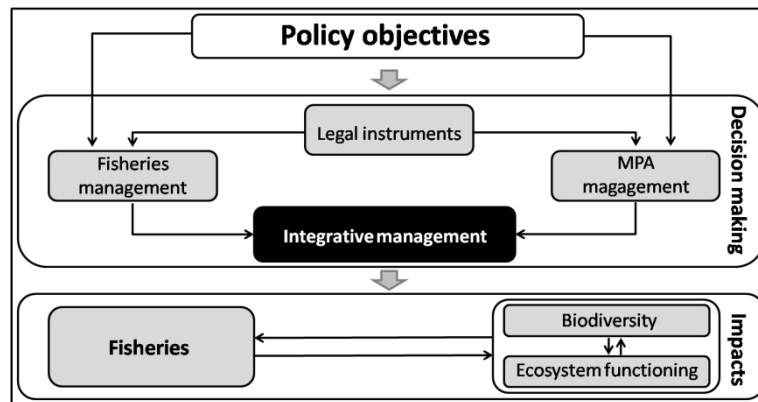 Policy objectives
Legal instruments
Fisheries
management
MPA
magagement
Integrative management
Decision making
Fisheries
Biodiversity
Ecosystem functioning
Impacts